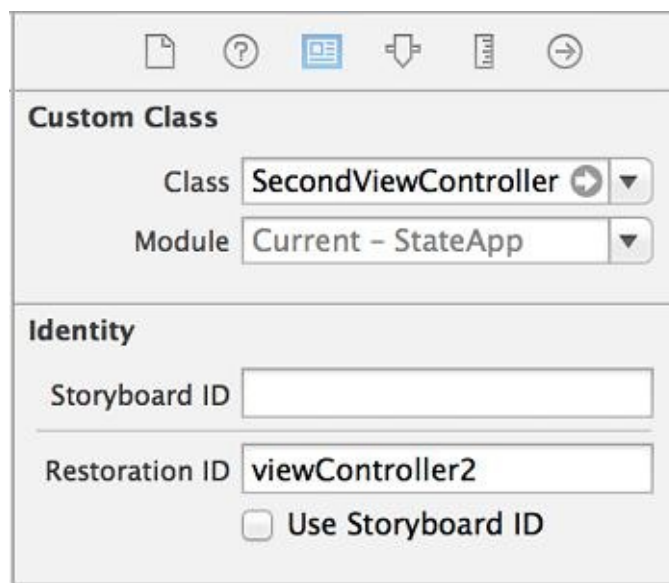 Custom Class
Class SecondViewController
Module Current – StateApp
Identity
Storyboard ID
Restoration ID viewController2
Use Storyboard ID